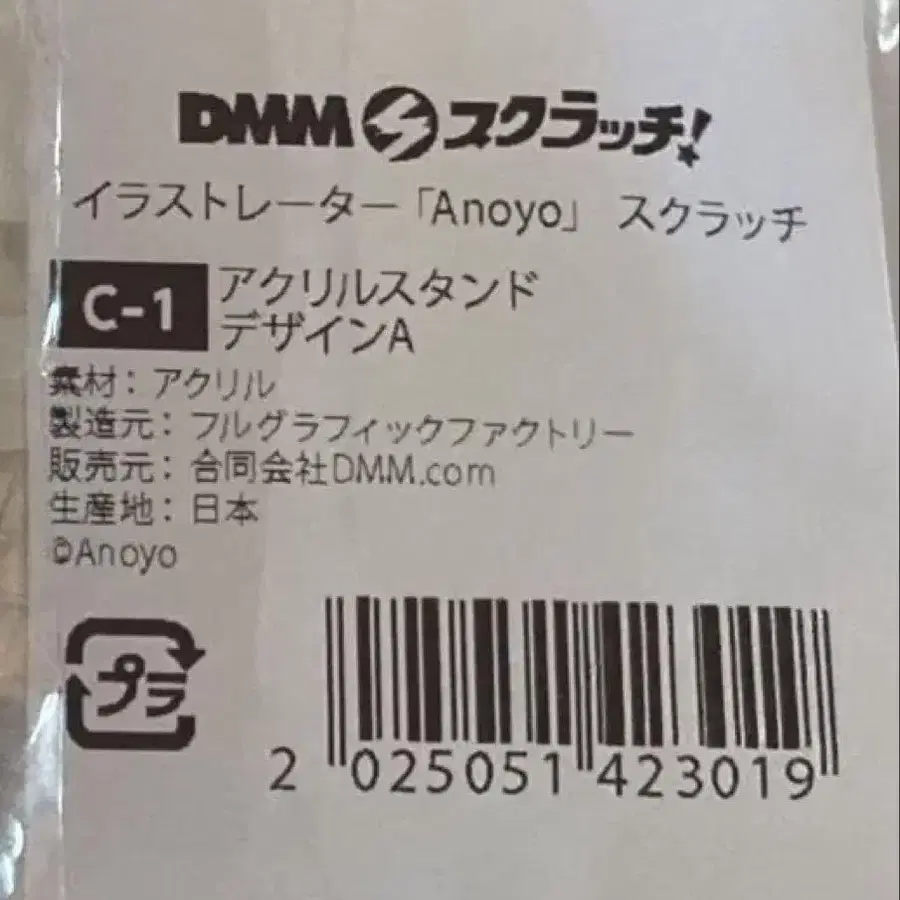 DMMスクラッチ!
イラストレーター「Anoyo」 スクラッチ
C-1 アクリルスタンド
デザインA
素材： アクリル
製造元： フルグラフィックファクトリー
販売元： 合同会社DMM.com
生産地： 日本
©Anoyo
プラ
2 025051 423019